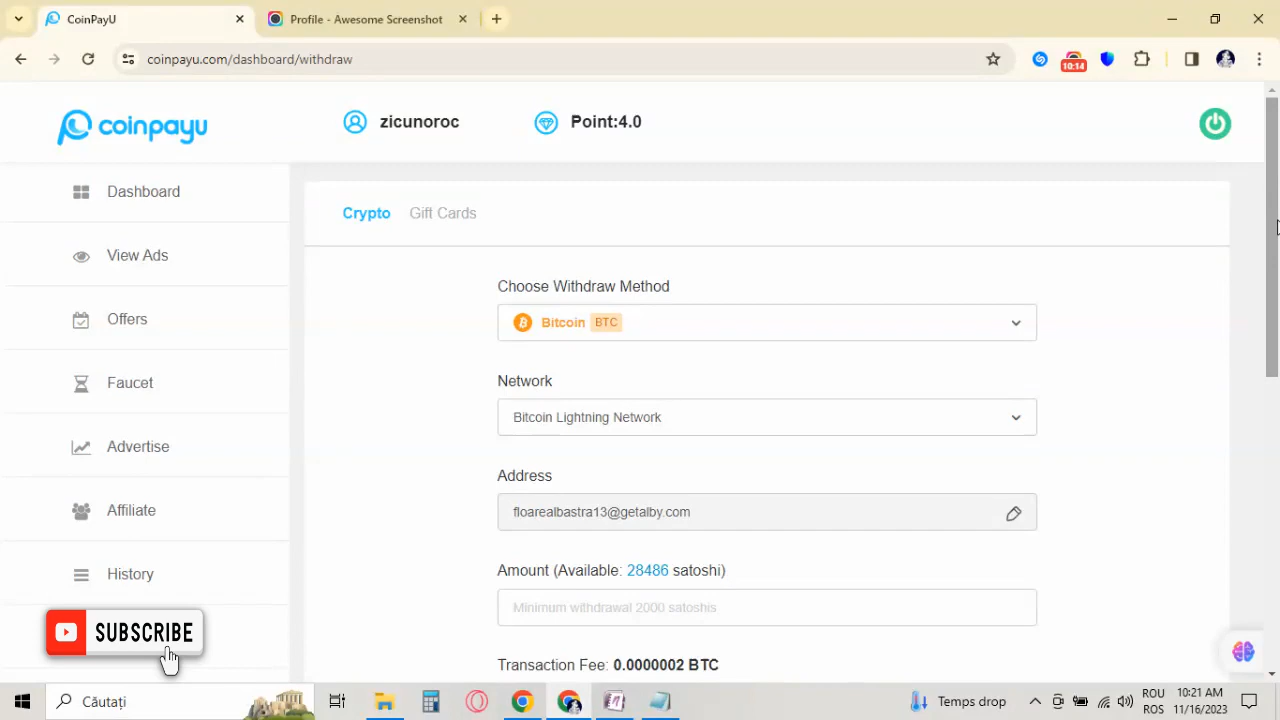 CoinPayU
Profile - Awesome Screenshot
coinpayu.com/dashboard/withdraw
10:14
coinpayu
zicunoroc
Point:4.0
Dashboard
View Ads
Offers
Faucet
Advertise
Affiliate
History
SUBSCRIBE
Crypto
Gift Cards
Choose Withdraw Method
Bitcoin BTC
Network
Bitcoin Lightning Network
Address
floarealbastra13@getalby.com
Amount (Available: 28486 satoshi)
Minimum withdrawal 2000 satoshis
Transaction Fee: 0.0000002 BTC
Căutați
Temps drop
ROU
ROS
10:21 AM
11/16/2023